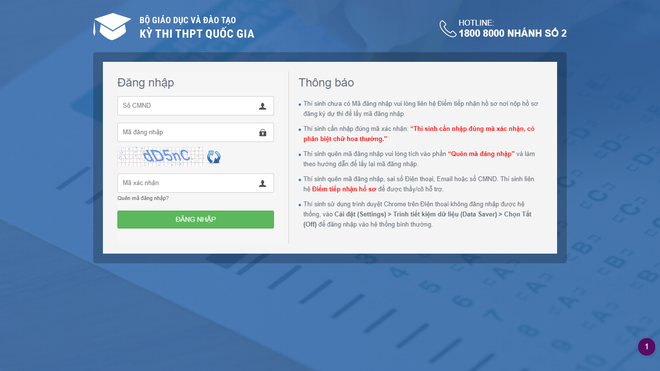 BỘ GIÁO DỤC VÀ ĐÀO TẠO
KỲ THI THPT QUỐC GIA
HOTLINE:
1800 8000 NHÁNH SỐ 2
Đăng nhập
Số CMND
Mã đăng nhập
dD5nC
Mã xác nhận
Quên mã đăng nhập?
ĐĂNG NHẬP
Thông báo
Thí sinh chưa có Mã đăng nhập vui lòng liên hệ Điểm tiếp nhận hồ sơ nơi nộp hồ sơ
đăng ký dự thi để lấy mã đăng nhập.
Thí sinh cần nhập đúng mã xác nhận: "Thí sinh cần nhập đúng mã xác nhận, có
phân biệt chữ hoa thường."
Thí sinh quên mã đăng nhập vui lòng tích vào phần "Quên mã đăng nhập" và làm
theo hướng dẫn để lấy lại mã đăng nhập.
Thí sinh quên mã đăng nhập, sai số Điện thoại, Email hoặc số CMND. Thí sinh liên
hệ Điểm tiếp nhận hồ sơ để được thầy/cô hỗ trợ.
Thí sinh sử dụng trình duyệt Chrome trên Điện thoại không đăng nhập được hệ
thống, vào Cài đặt (Settings) > Trình tiết kiệm dữ liệu (Data Saver) > Chọn Tắt
(Off) để đăng nhập vào hệ thống bình thường.
1